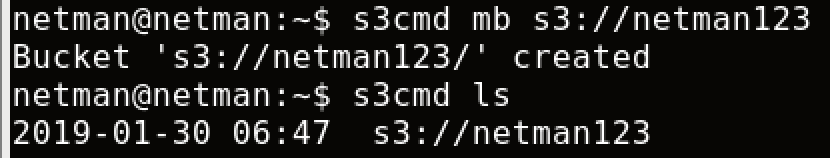 netman@netman:~$ s3cmd mb s3://netman123
Bucket 's3://netman123/' created
netman@netman:~$ s3cmd ls
2019-01-30 06:47  s3://netman123